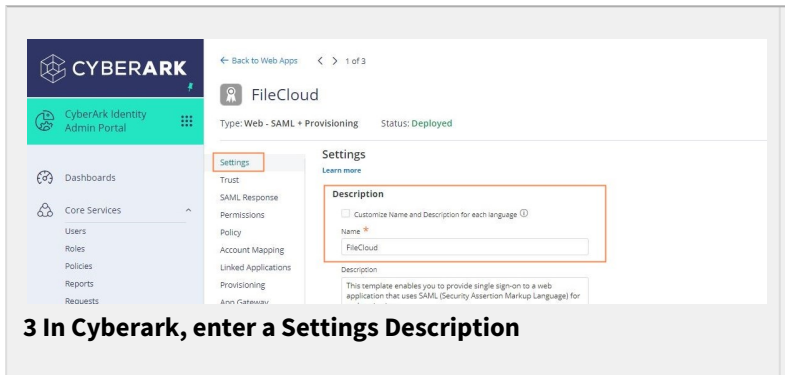 CYBERARK
CyberArk Identity
Admin Portal
Dashboards
Core Services
Users
Roles
Policies
Reports
Requests
← Back to Web Apps < > 1 of 3
FileCloud
Type: Web - SAML + Provisioning Status: Deployed
Settings
Trust
SAML Response
Permissions
Policy
Account Mapping
Linked Applications
Provisioning
App Gateway
Settings
Learn more
Description
Customize Name and Description for each language
Name *
FileCloud
Description
This template enables you to provide single sign-on to a web
application that uses SAML (Security Assertion Markup Language) for
3 In Cyberark, enter a Settings Description